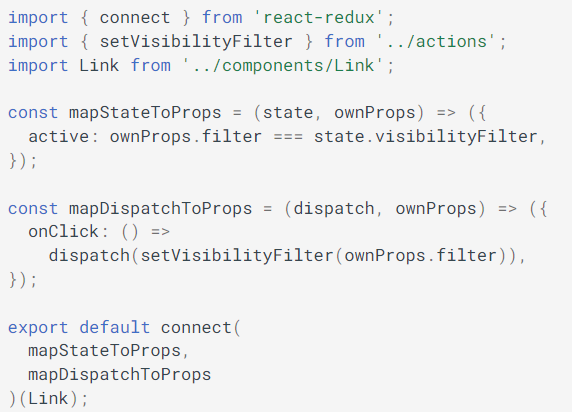 import { connect } from 'react-redux';
import { setVisibilityFilter } from '../actions';
import Link from '../components/Link';

const mapStateToProps = (state, ownProps) => ({
  active: ownProps.filter === state.visibilityFilter,
});

const mapDispatchToProps = (dispatch, ownProps) => ({
  onClick: () =>
    dispatch(setVisibilityFilter(ownProps.filter)),
});

export default connect(
  mapStateToProps,
  mapDispatchToProps
)(Link);